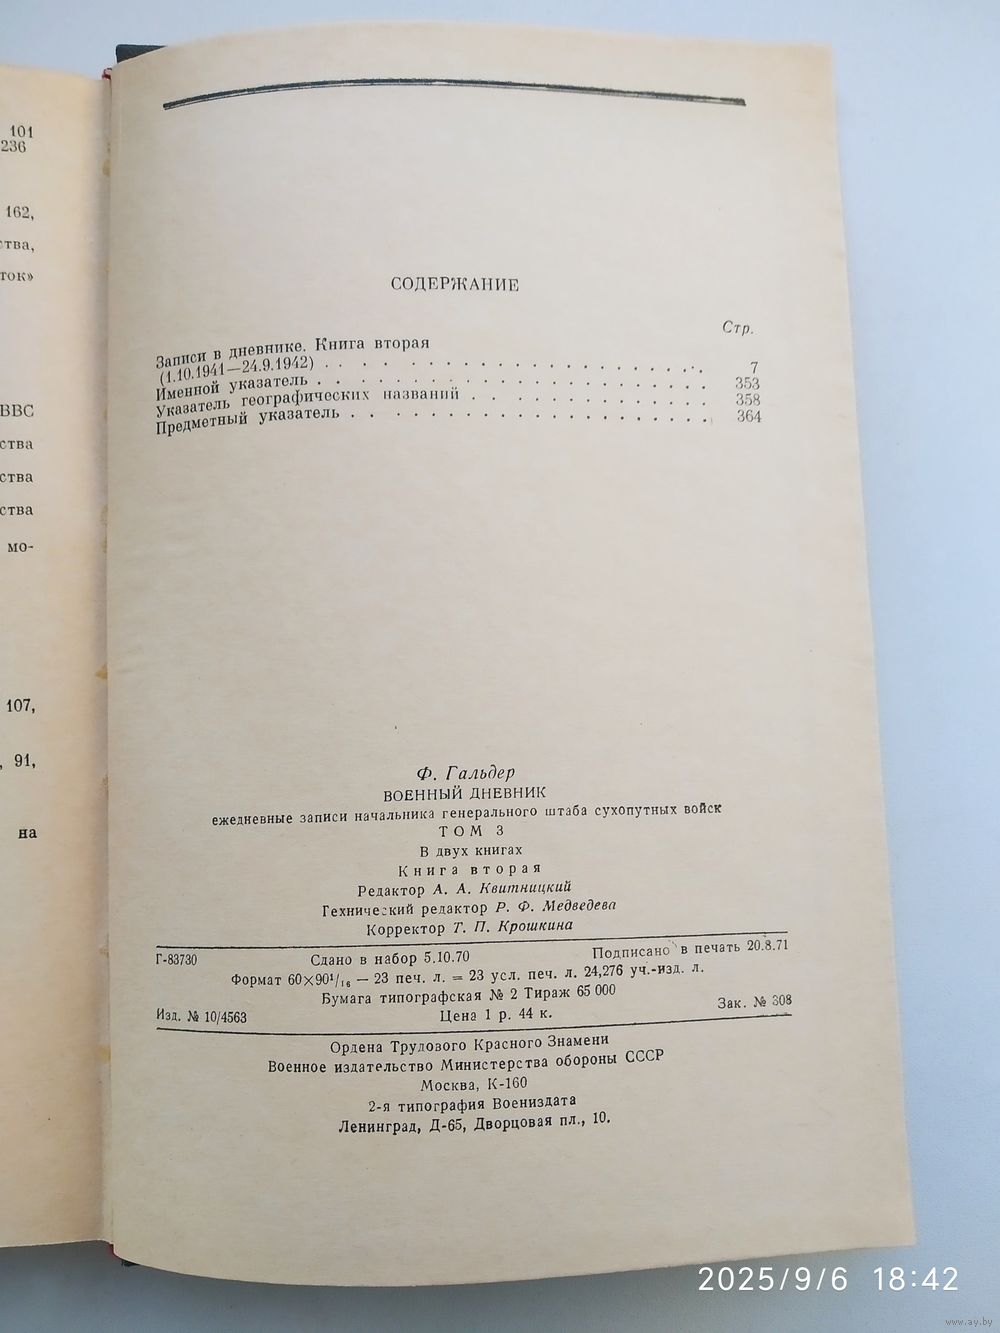 101
236
162,
ства,
ток»
ВВС
ства
ства
ства
мо-
107,
, 91,
на
СОДЕРЖАНИЕ
Стр.
Записи в дневнике. Книга вторая
(1.10.1941—24.9.1942) . . . . . . . . . . . . . . . . . . . . 7
Именной указатель . . . . . . . . . . . . . . . . . . . . 353
Указатель географических названий . . . . . . . . . . . . 358
Предметный указатель . . . . . . . . . . . . . . . . . . 364
Ф. Гальдер
ВОЕННЫЙ ДНЕВНИК
ежедневные записи начальника генерального штаба сухопутных войск
ТОМ 3
В двух книгах
Книга вторая
Редактор А. А. Квитницкий
Технический редактор Р. Ф. Медведева
Корректор Т. П. Крошкина
Г-83730 Сдано в набор 5.10.70 Подписано в печать 20.8.71
Формат 60×90¹/₁₆ — 23 печ. л. = 23 усл. печ. л. 24,276 уч.-изд. л.
Бумага типографская № 2 Тираж 65 000
Изд. № 10/4563 Цена 1 р. 44 к. Зак. № 308
Ордена Трудового Красного Знамени
Военное издательство Министерства обороны СССР
Москва, К-160
2-я типография Воениздата
Ленинград, Д-65, Дворцовая пл., 10.
2025/9/6 18:42
www.ay.by